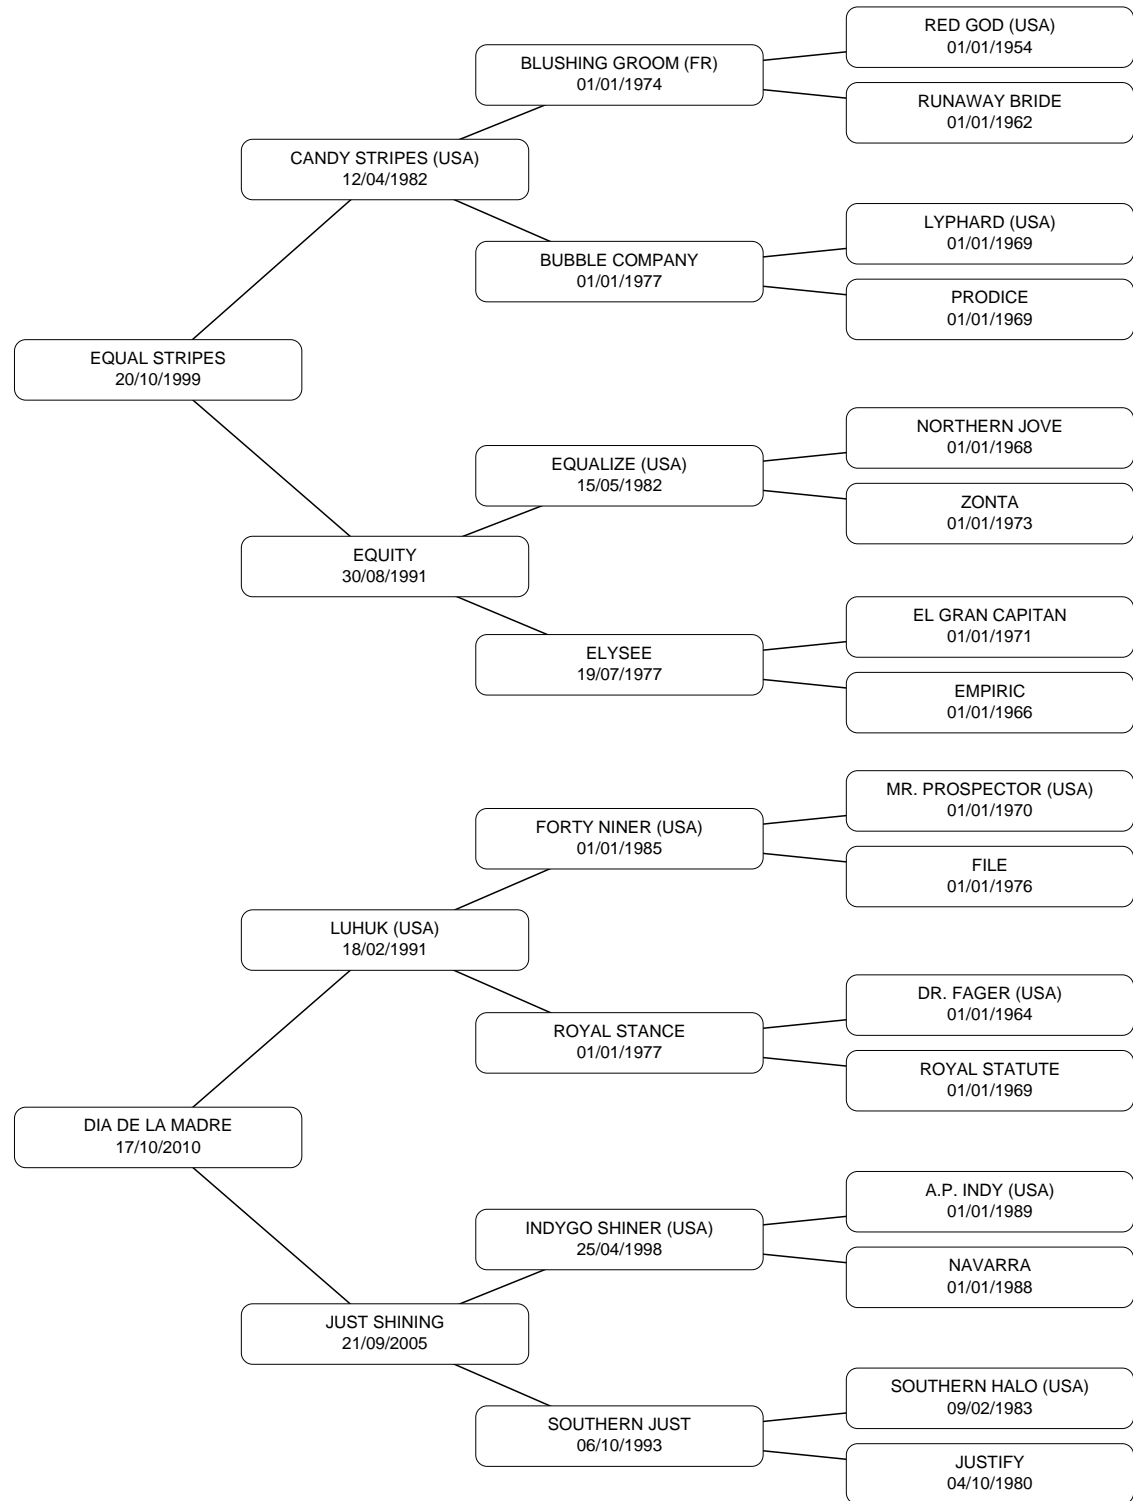 RED GOD (USA)
01/01/1954
BLUSHING GROOM (FR)
01/01/1974
RUNAWAY BRIDE
01/01/1962
CANDY STRIPES (USA)
12/04/1982
LYPHARD (USA)
01/01/1969
BUBBLE COMPANY
01/01/1977
PRODICE
01/01/1969
EQUAL STRIPES
20/10/1999
NORTHERN JOVE
01/01/1968
EQUALIZE (USA)
15/05/1982
ZONTA
01/01/1973
EQUITY
30/08/1991
EL GRAN CAPITAN
01/01/1971
ELYSEE
19/07/1977
EMPIRIC
01/01/1966
MR. PROSPECTOR (USA)
01/01/1970
FORTY NINER (USA)
01/01/1985
FILE
01/01/1976
LUHUK (USA)
18/02/1991
DR. FAGER (USA)
01/01/1964
ROYAL STANCE
01/01/1977
ROYAL STATUTE
01/01/1969
DIA DE LA MADRE
17/10/2010
A.P. INDY (USA)
01/01/1989
INDYGO SHINER (USA)
25/04/1998
NAVARRA
01/01/1988
JUST SHINING
21/09/2005
SOUTHERN HALO (USA)
09/02/1983
SOUTHERN JUST
06/10/1993
JUSTIFY
04/10/1980